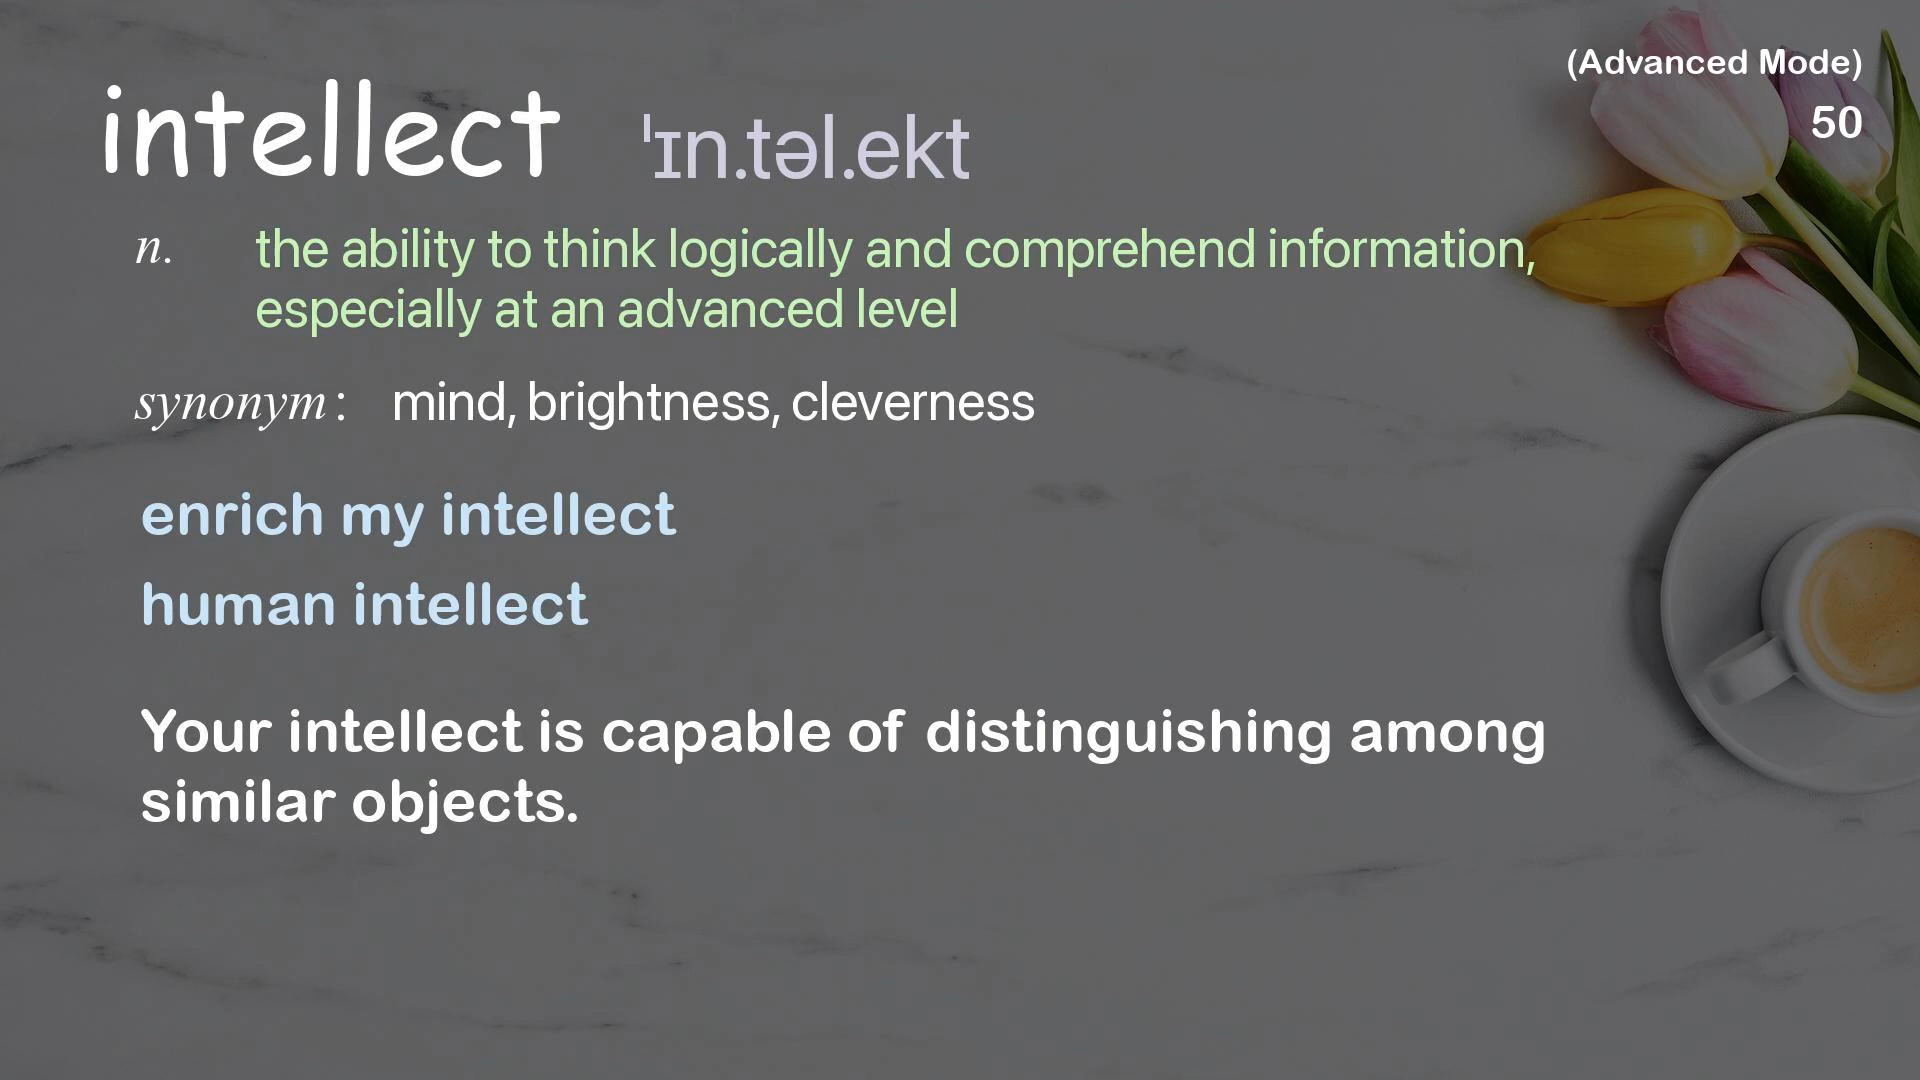 (Advanced Mode)
50
intellect ˈɪn.təl.ekt
n. the ability to think logically and comprehend information,
especially at an advanced level
synonym: mind, brightness, cleverness
enrich my intellect
human intellect
Your intellect is capable of distinguishing among
similar objects.